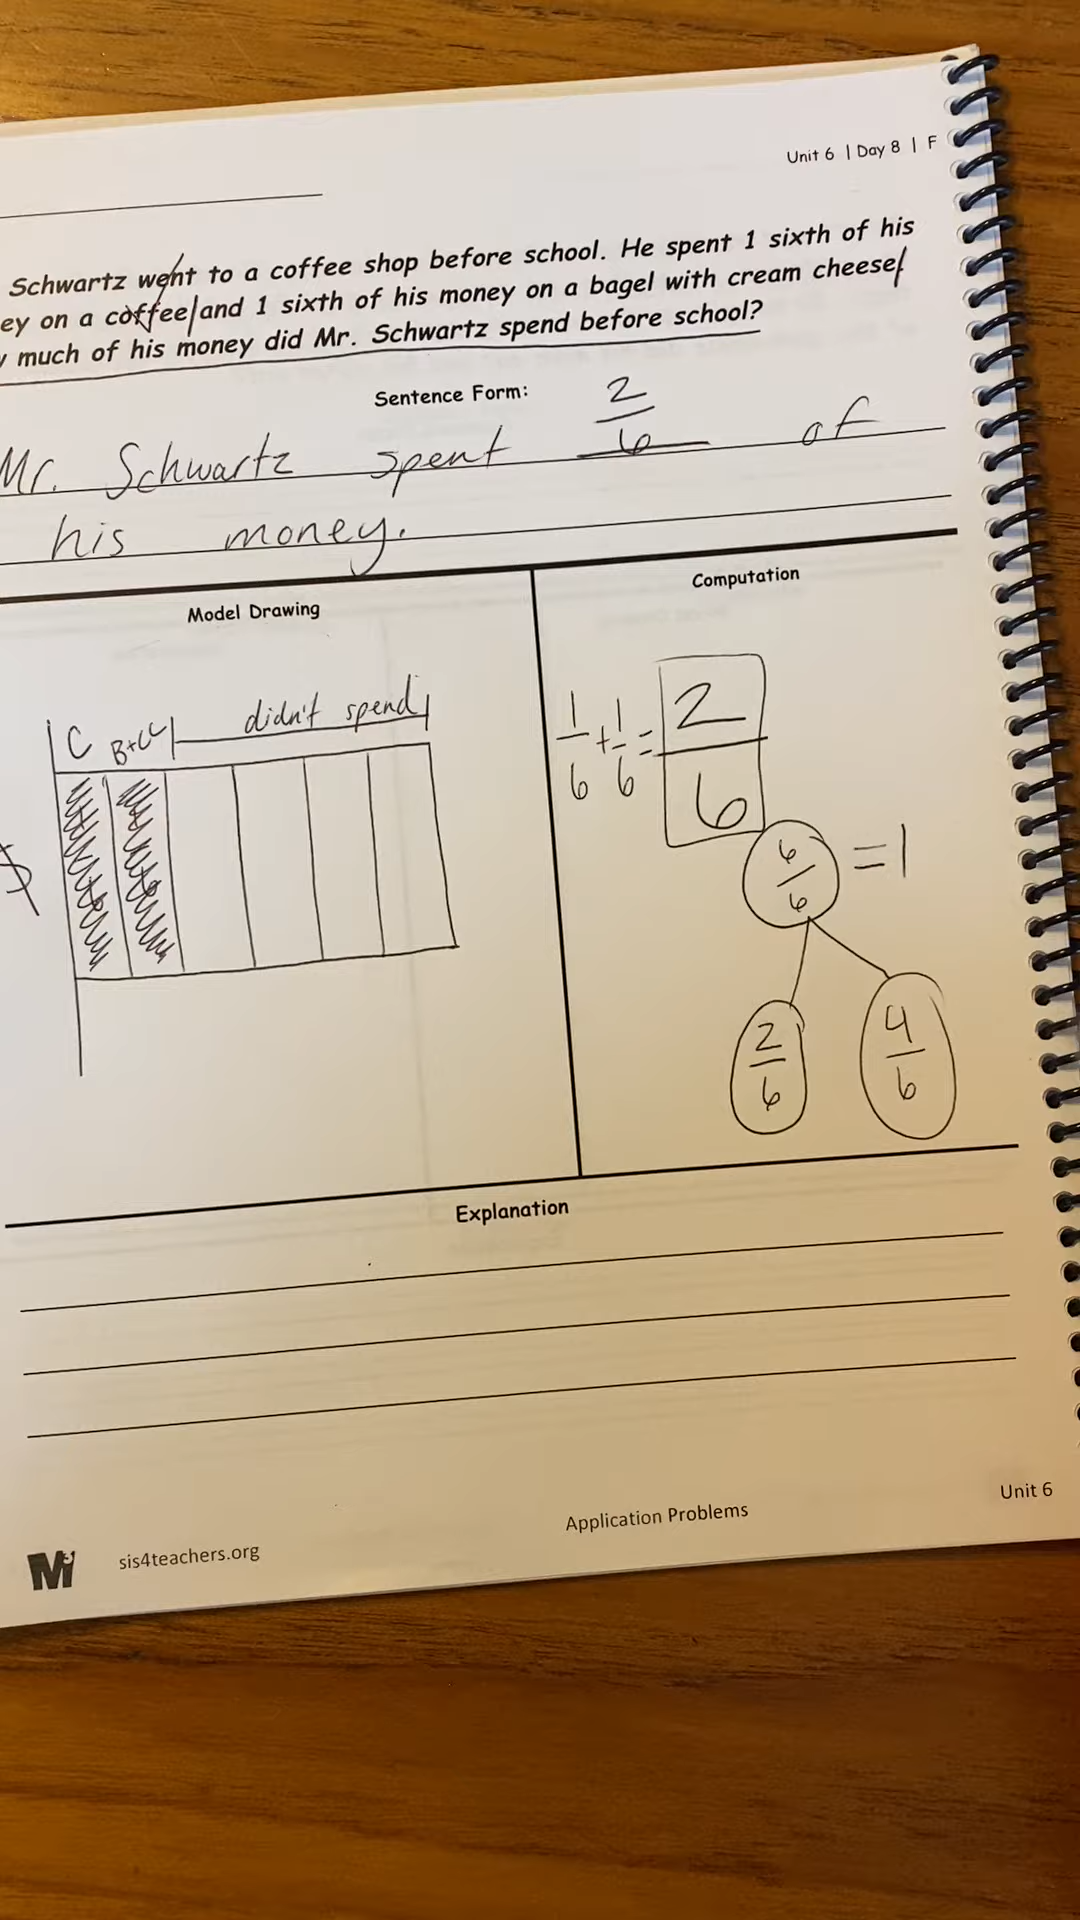 Unit 6 | Day 8 | F
Schwartz went to a coffee shop before school. He spent 1 sixth of his
ey on a coffee/and 1 sixth of his money on a bagel with cream cheese/
much of his money did Mr. Schwartz spend before school?
Sentence Form:
Mr. Schwartz spent 2/6 of
his money.
Model Drawing
C B+CC didn't spend
$
Computation
1/6 + 1/6 = 2/6
6/6 = 1
2/6 4/6
Explanation
Mi sis4teachers.org
Application Problems
Unit 6